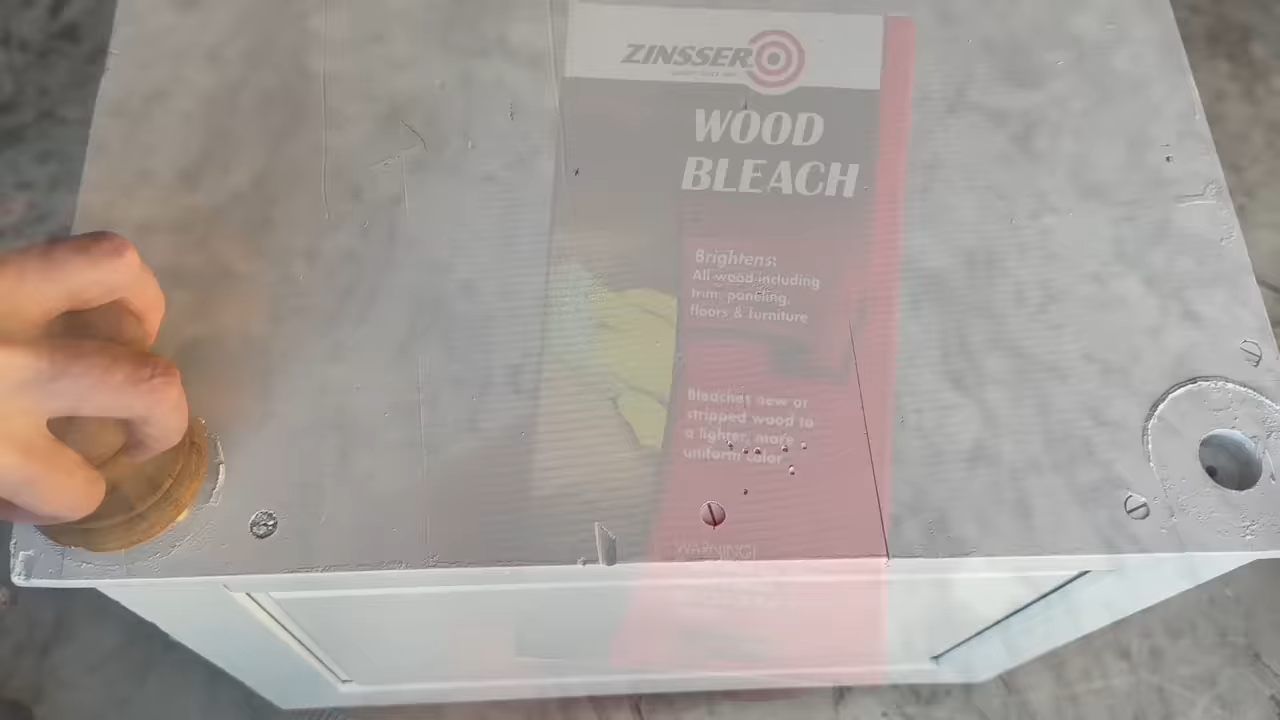 ZINSSER
WOOD
BLEACH
Brightens:
All wood including
trim, paneling,
floors & furniture
Bleaches new or
stripped wood to
a lighter, more
uniform color
WARNING!